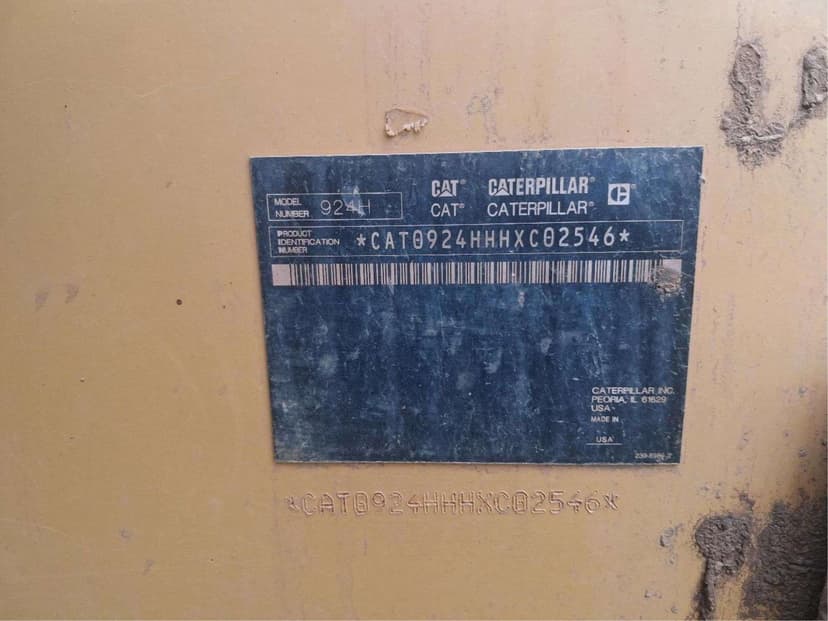 CAT® CATERPILLAR®
MODEL NUMBER 924H CAT® CATERPILLAR®
PRODUCT IDENTIFICATION NUMBER *CAT0924HHHXC02546*
CATERPILLAR INC.
PEORIA, IL 61629
USA
MADE IN
USA
*CAT0924HHHXC02546*